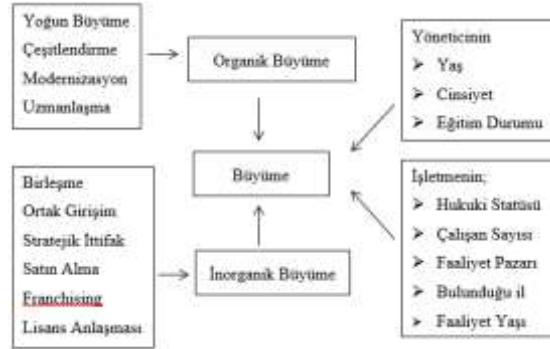 Yoğun Büyüme
Çeşitlendirme
Modernizasyon
Uzmanlaşma
Organik Büyüme
Yöneticinin
➢ Yaş
➢ Cinsiyet
➢ Eğitim Durumu
Büyüme
Birleşme
Ortak Girişim
Stratejik İttifak
Satın Alma
Franchising
Lisans Anlaşması
İnorganik Büyüme
İşletmenin;
➢ Hukuki Statüsü
➢ Çalışan Sayısı
➢ Faaliyet Pazarı
➢ Bulunduğu il
➢ Faaliyet Yaşı